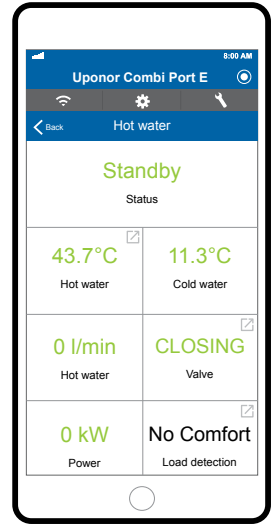 8:00 AM
Uponor Combi Port E
Back Hot water
Standby
Status
43.7°C 11.3°C
Hot water Cold water
0 l/min CLOSING
Hot water Valve
0 kW No Comfort
Power Load detection